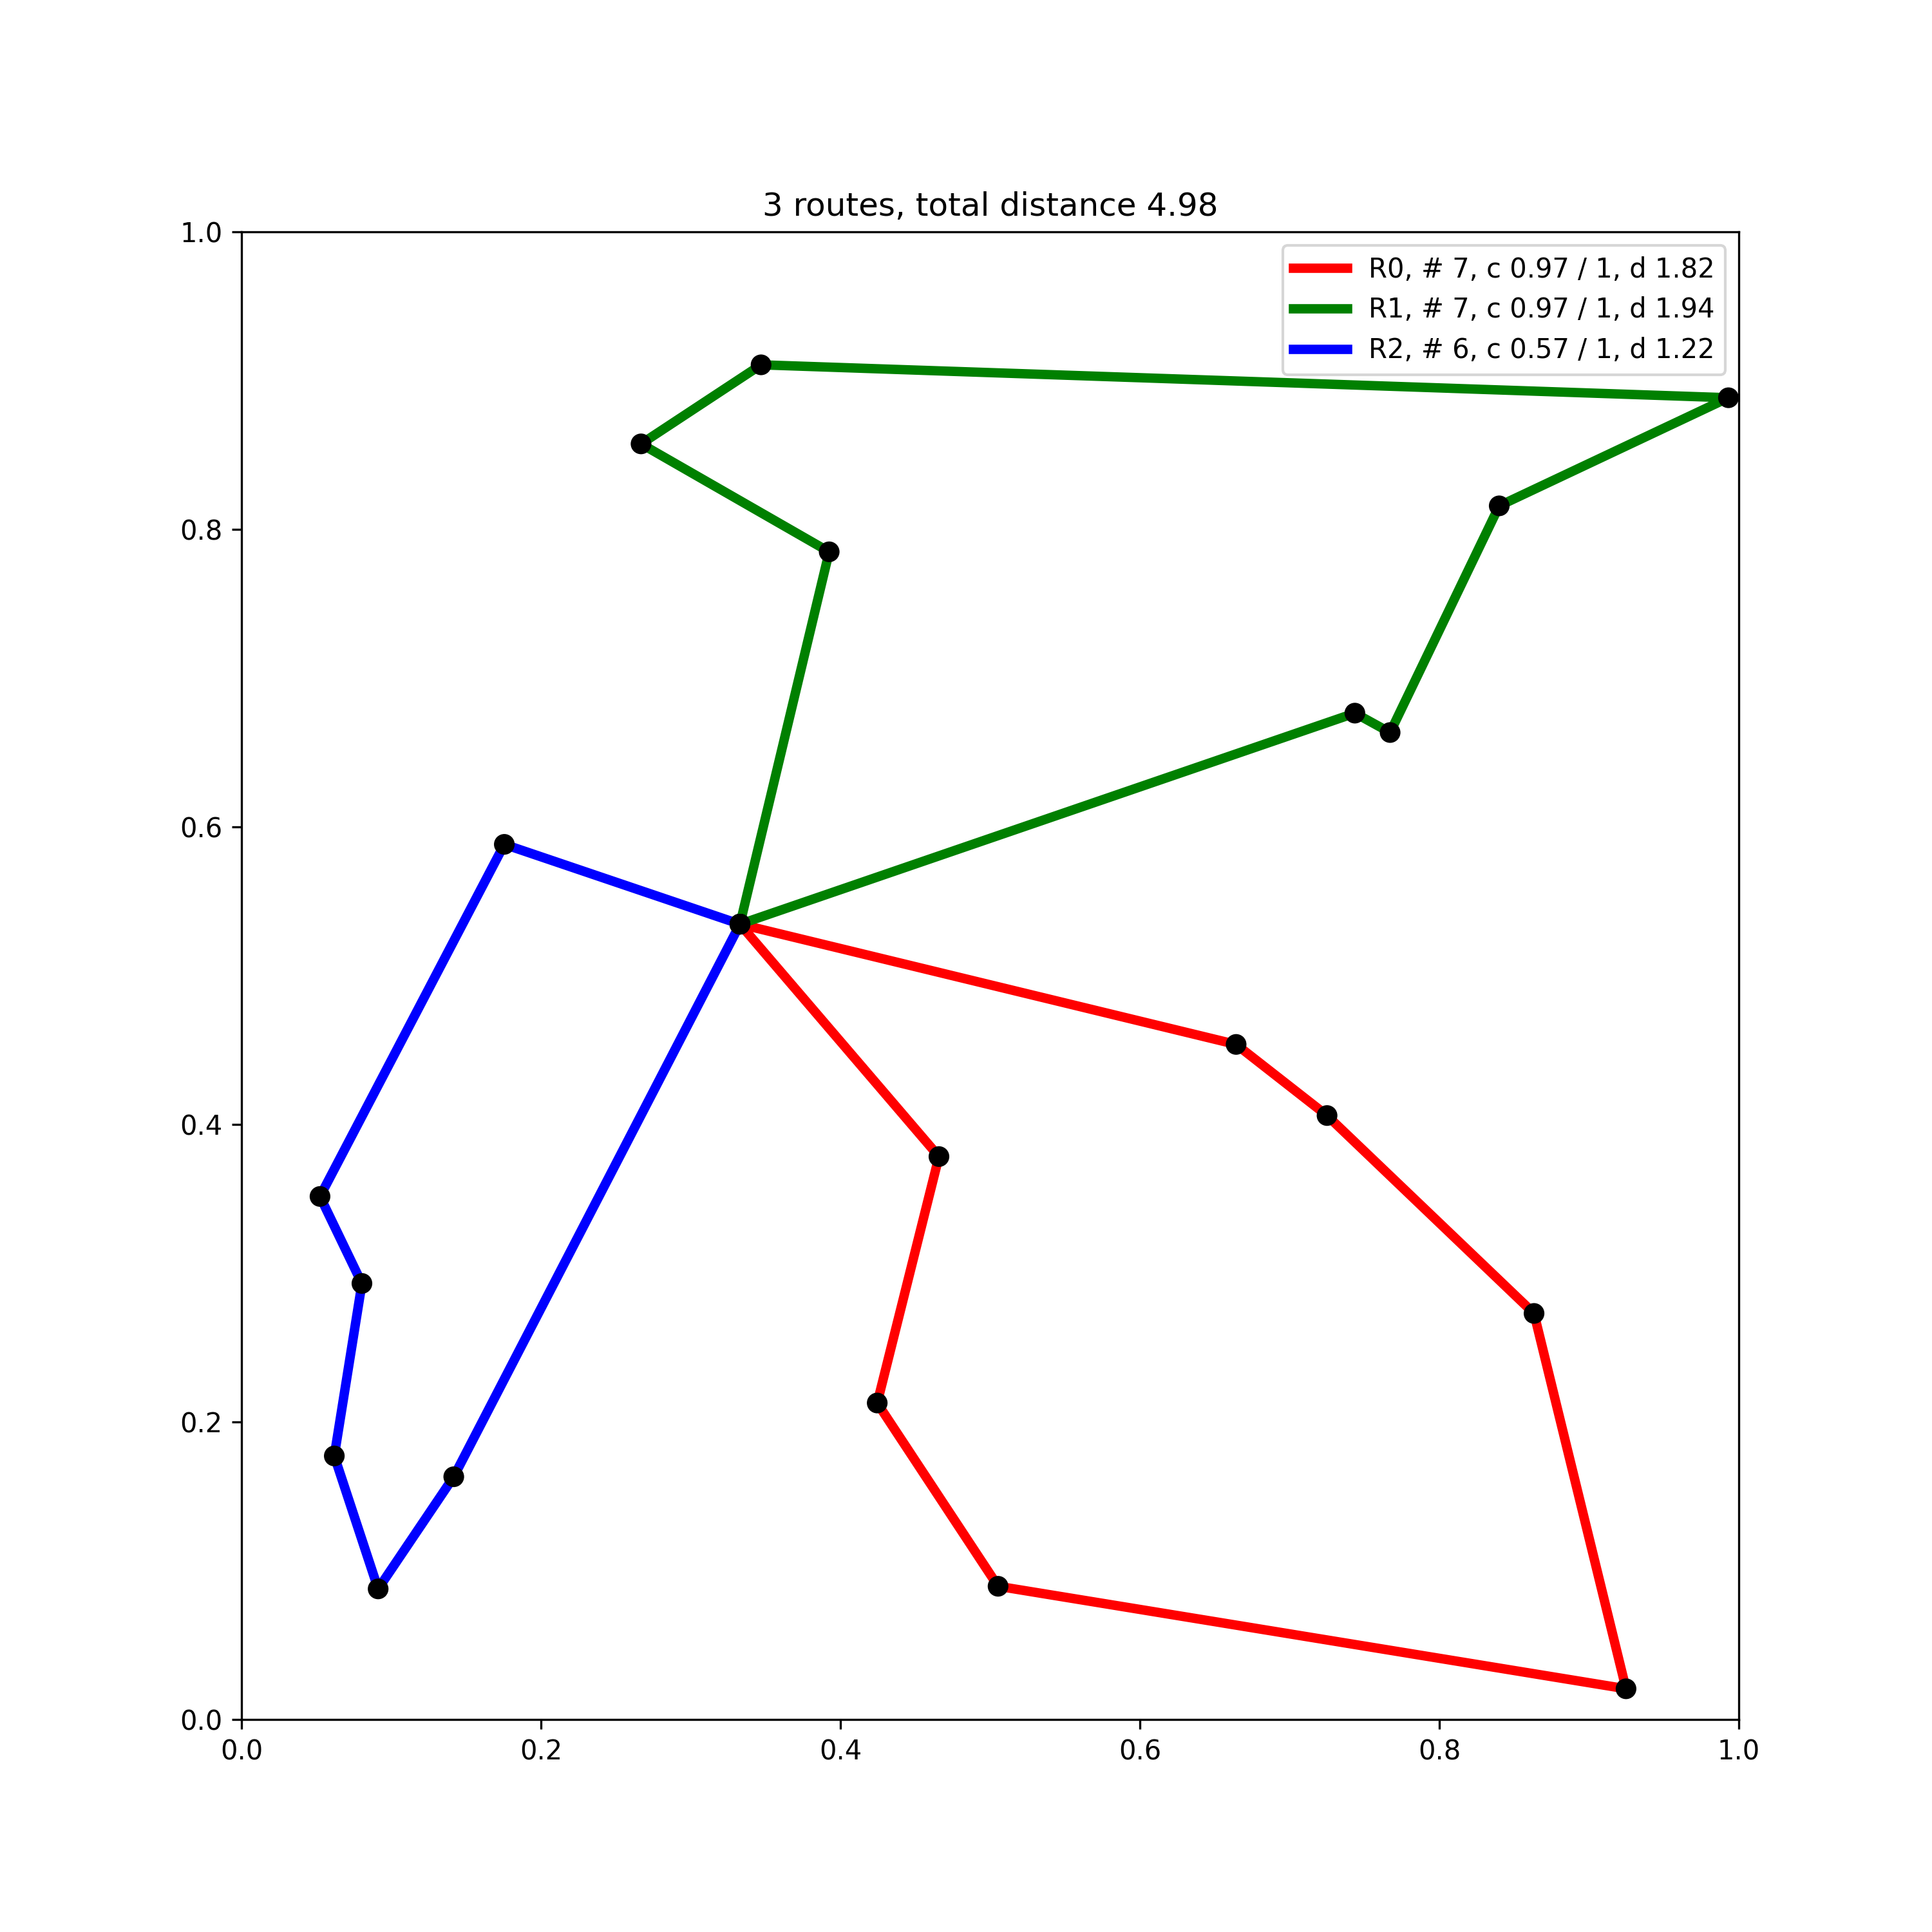 3 routes, total distance 4.98
R0, # 7, c 0.97 / 1, d 1.82
R1, # 7, c 0.97 / 1, d 1.94
R2, # 6, c 0.57 / 1, d 1.22
1.0
0.8
0.6
0.4
0.2
0.0
0.0 0.2 0.4 0.6 0.8 1.0